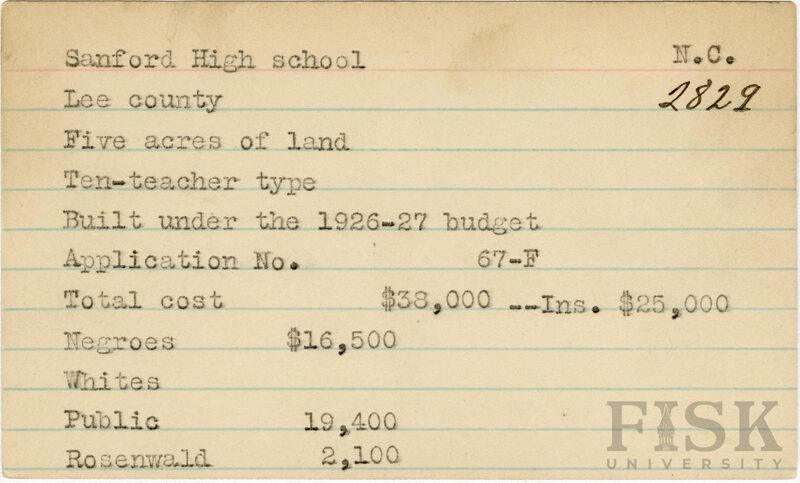 Sanford High school N.C.
Lee county 2829
Five acres of land
Ten-teacher type
Built under the 1926-27 budget
Application No. 67-F
Total cost $38,000 --Ins. $25,000
Negroes $16,500
Whites
Public 19,400
Rosenwald 2,100
FISK
UNIVERSITY